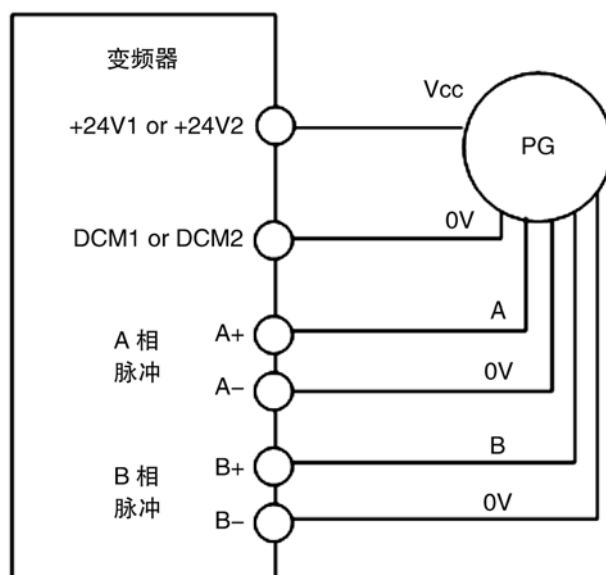 变频器
Vcc
+24V1 or +24V2
PG
0V
DCM1 or DCM2
A
A 相
脉冲
A+
0V
A−
B
B 相
脉冲
B+
0V
B−